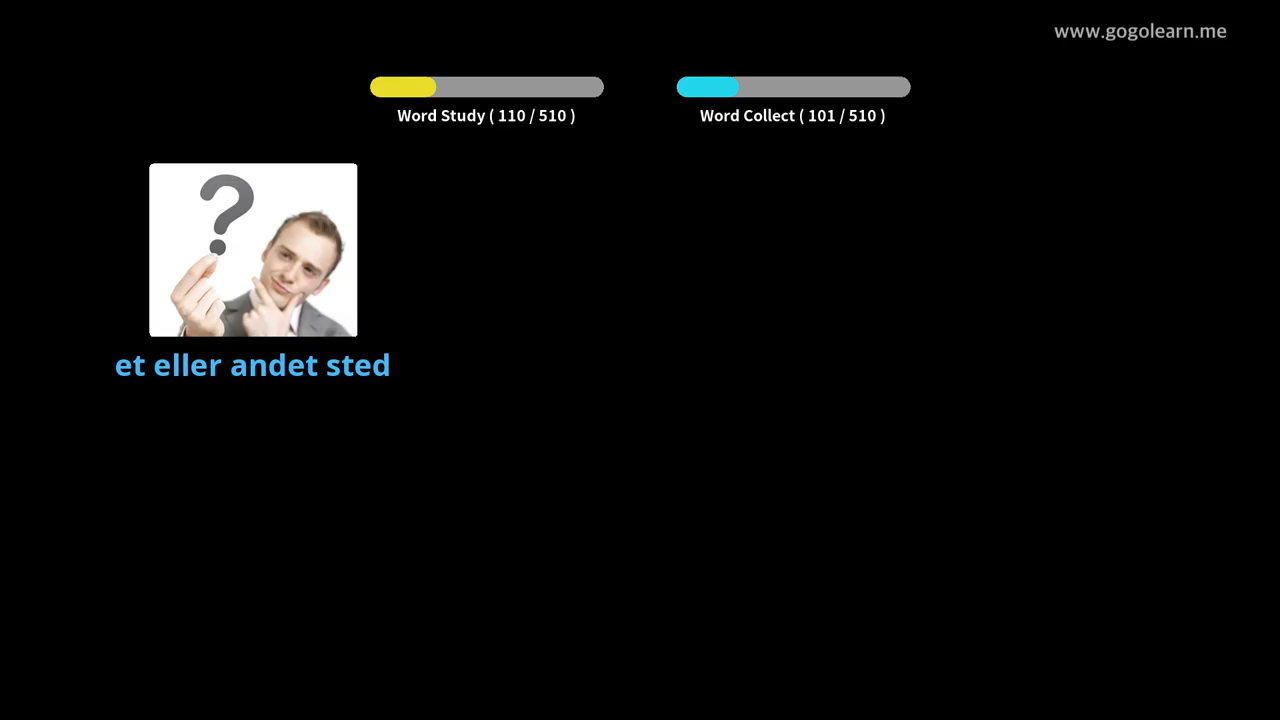 www.gogolearn.me
Word Study ( 110 / 510 )
Word Collect ( 101 / 510 )
?
et eller andet sted